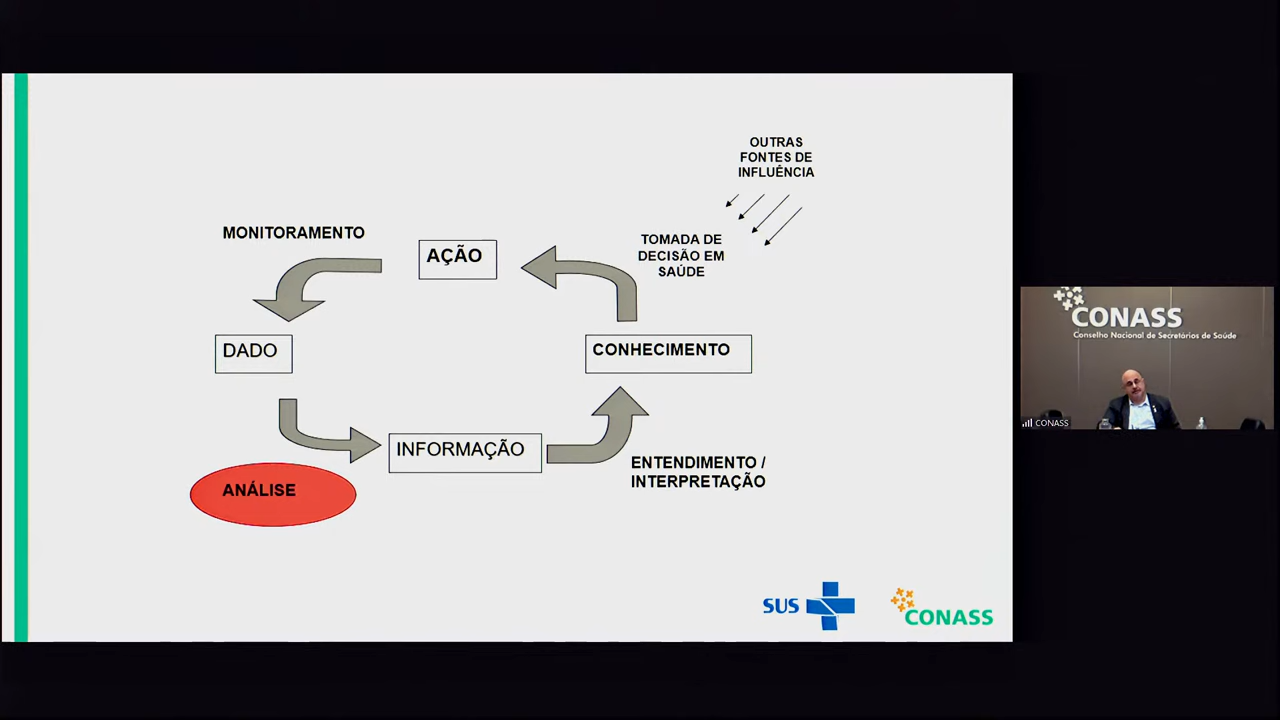 OUTRAS
FONTES DE
INFLUÊNCIA
MONITORAMENTO
AÇÃO
TOMADA DE
DECISÃO EM
SAÚDE
DADO
CONHECIMENTO
INFORMAÇÃO
ENTENDIMENTO /
INTERPRETAÇÃO
ANÁLISE
SUS
CONASS
CONASS
Conselho Nacional de Secretários de Saúde
CONASS